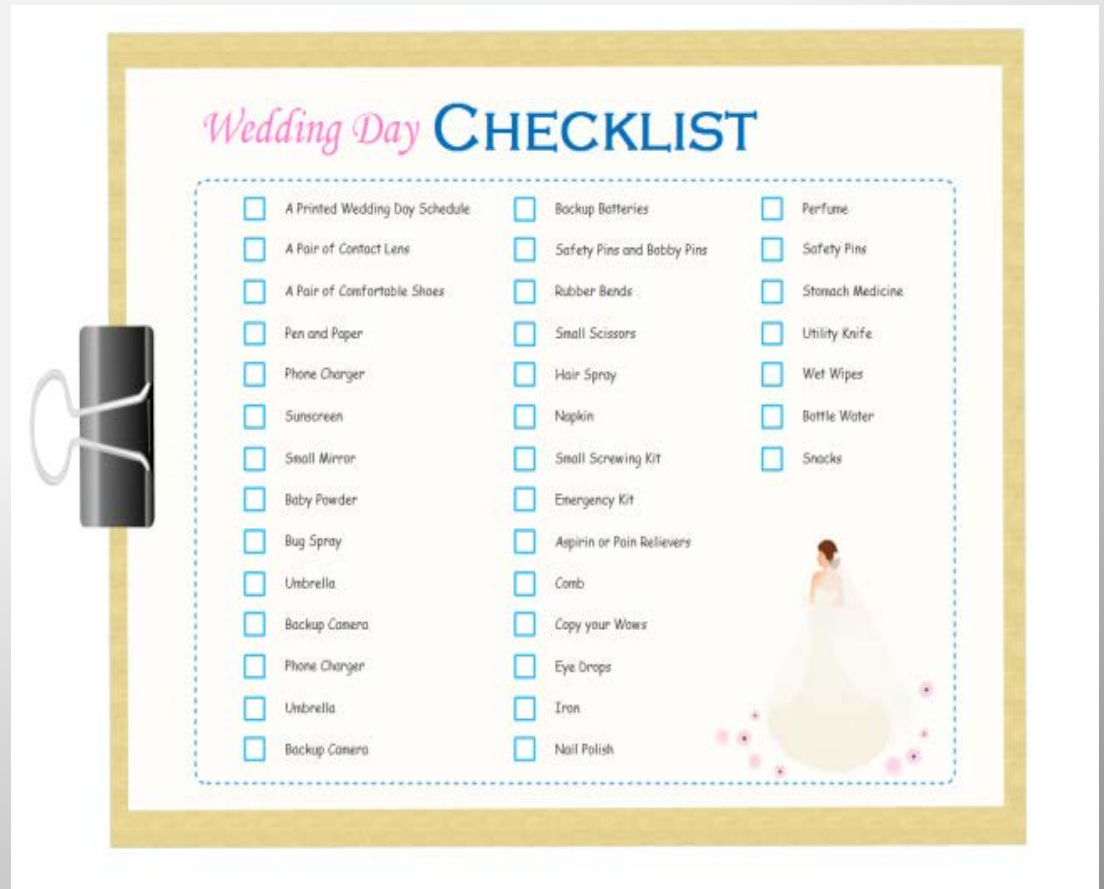 Wedding Day CHECKLIST
A Printed Wedding Day Schedule
A Pair of Contact Lens
A Pair of Comfortable Shoes
Pen and Paper
Phone Charger
Sunscreen
Small Mirror
Baby Powder
Bug Spray
Umbrella
Backup Camera
Phone Charger
Umbrella
Backup Camera
Backup Batteries
Safety Pins and Babby Pins
Rubber Bends
Small Scissors
Hair Spray
Napkin
Small Screwing Kit
Emergency Kit
Aspirin or Pain Relievers
Comb
Copy your Wows
Eye Drops
Iron
Nail Polish
Perfume
Safety Pins
Stomach Medicine
Utility Knife
Wet Wipes
Bottle Water
Snacks